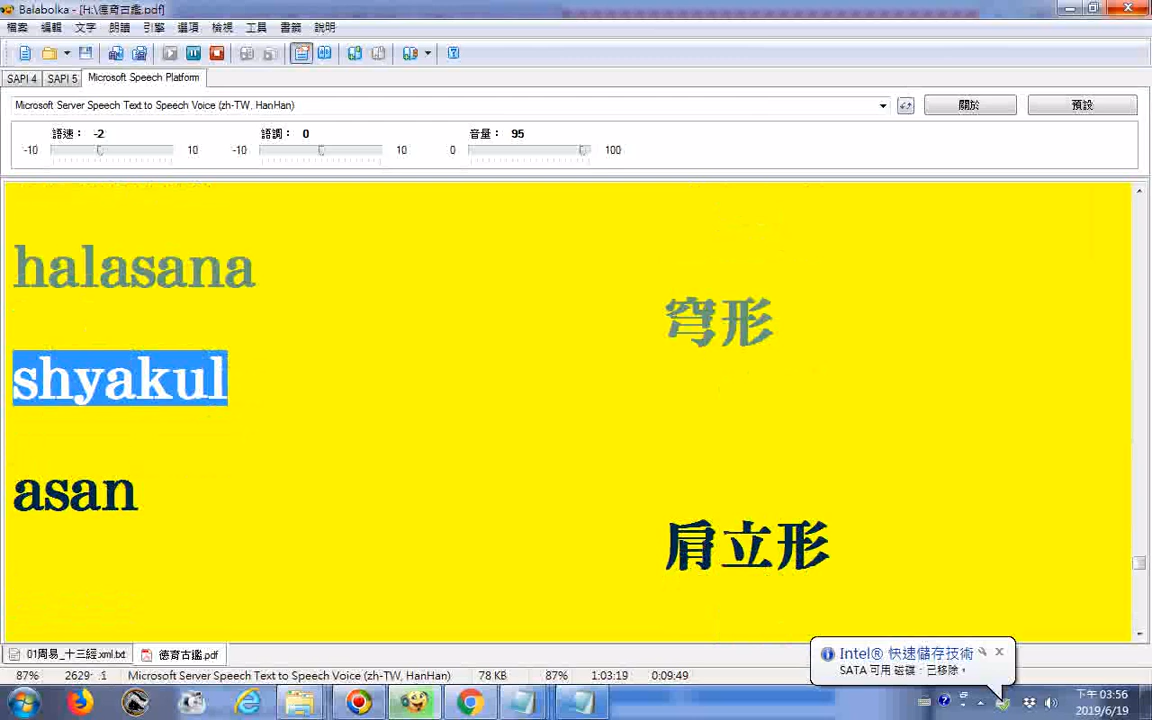 Balabolka - [H:\德育古鑑.pdf]
檔案 編輯 文字 朗讀 引擎 選項 檢視 工具 書籤 說明
SAPI 4 SAPI 5 Microsoft Speech Platform
Microsoft Server Speech Text to Speech Voice (zh-TW, HanHan)
關於 預設
語速： -2 語調： 0 音量： 95
-10 10 -10 10 0 100
halasana
穹形
shyakul
asan
肩立形
01周易_十三經.xml.txt 德育古鑑.pdf
Intel® 快速儲存技術
SATA 可用 磁碟：已移除。
87% 2629 .1 Microsoft Server Speech Text to Speech Voice (zh-TW, HanHan) 78 KB 87% 1:03:19 0:09:49
下午 03:56
2019/6/19